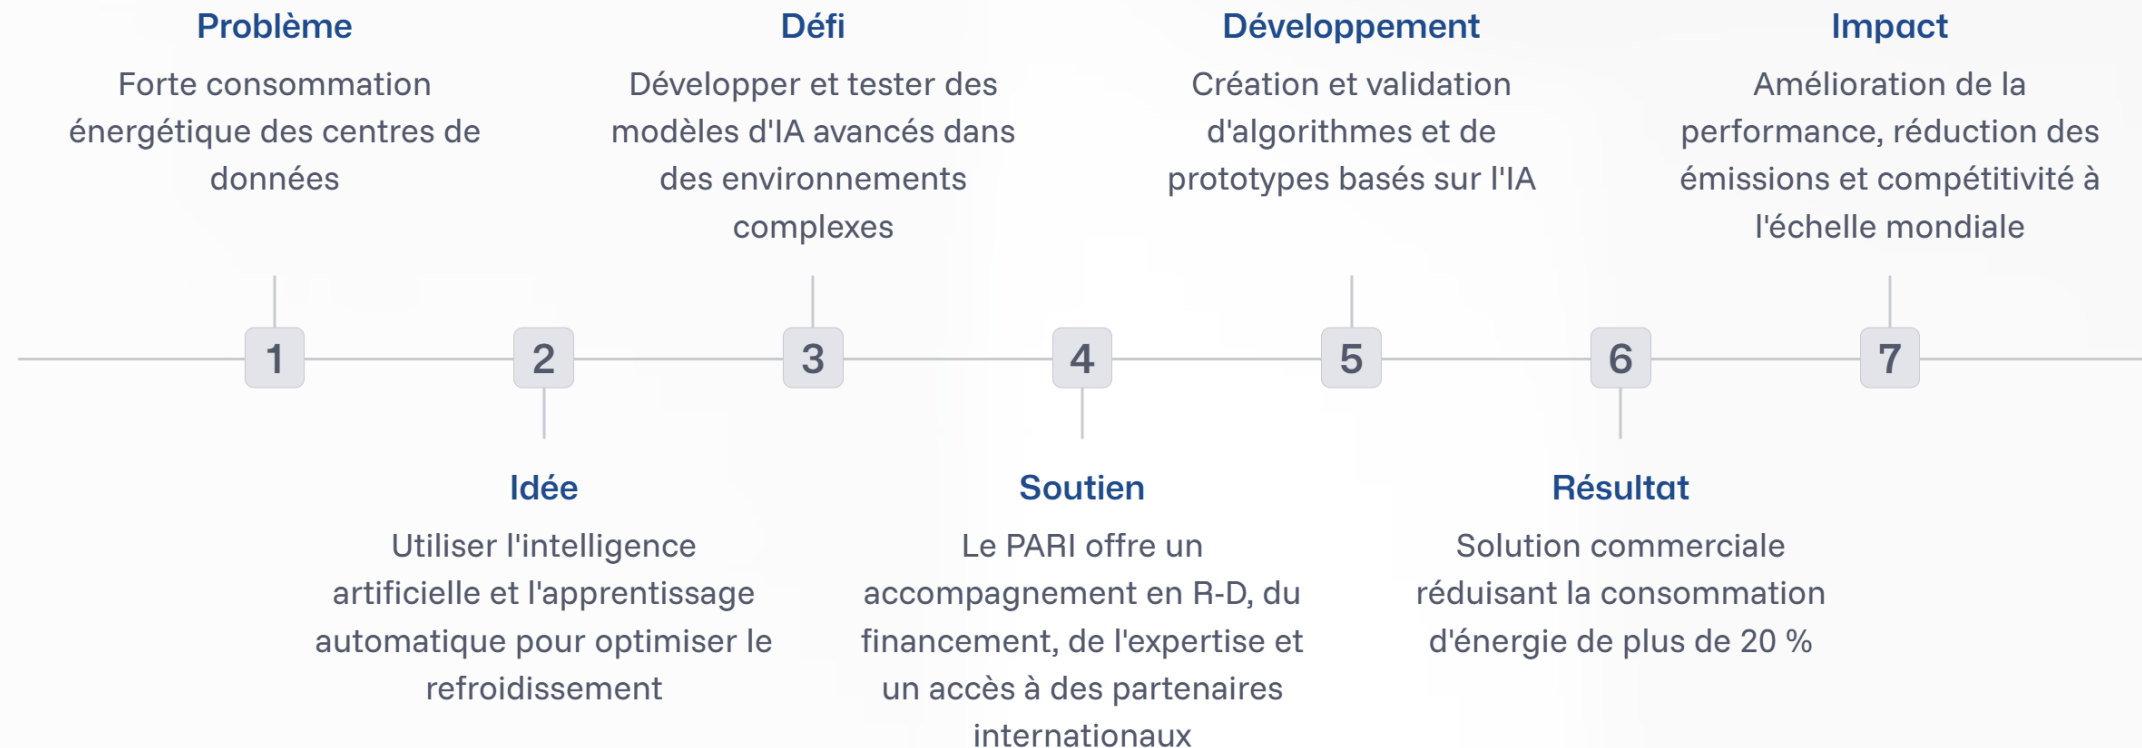 Problème
Forte consommation
énergétique des centres de
données
Défi
Développer et tester des
modèles d'IA avancés dans
des environnements
complexes
Développement
Création et validation
d'algorithmes et de
prototypes basés sur l'IA
Impact
Amélioration de la
performance, réduction des
émissions et compétitivité à
l'échelle mondiale
1
2
3
4
5
6
7
Idée
Utiliser l'intelligence
artificielle et l'apprentissage
automatique pour optimiser le
refroidissement
Soutien
Le PARI offre un
accompagnement en R-D, du
financement, de l'expertise et
un accès à des partenaires
internationaux
Résultat
Solution commerciale
réduisant la consommation
d'énergie de plus de 20 %